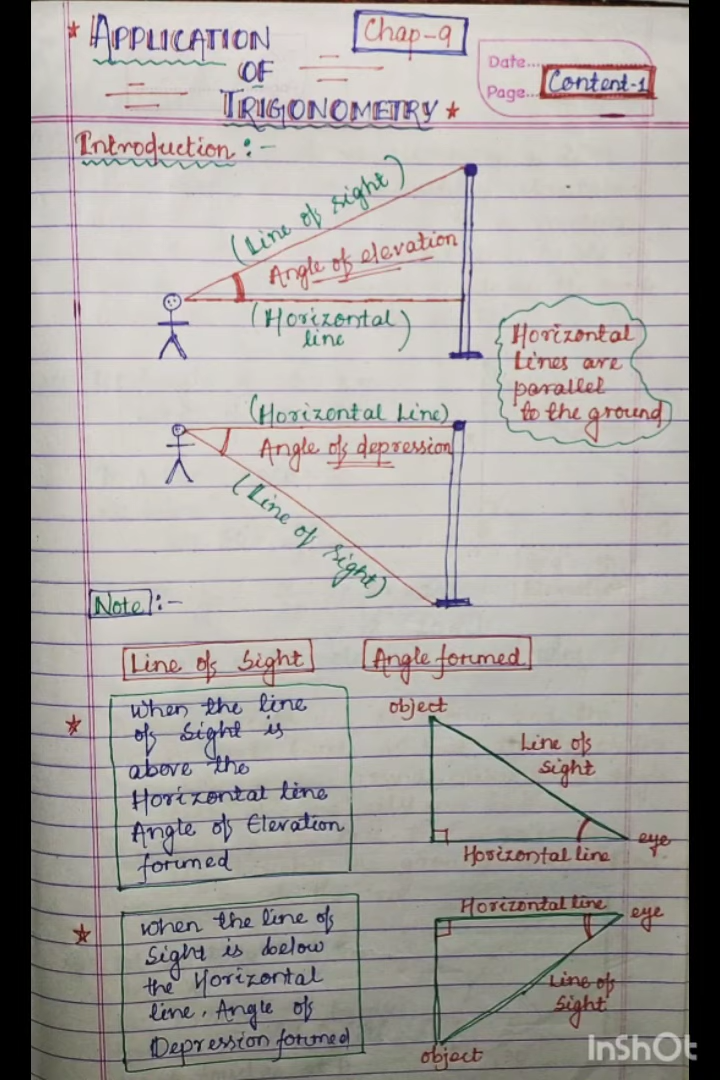 ★ APPLICATION
OF
TRIGONOMETRY ★
Chap-9
Date.....
Page... Content-1
Introduction :-
(Line of sight)
Angle of elevation
(Horizontal
line)
Horizontal
Lines are
parallel
to the ground
(Horizontal Line)
Angle of depression
(Line of sight)
Note :-
Line of Sight
Angle formed
★ when the line
of Sight is
above the
Horizontal line
Angle of Elevation
formed
object
Line of
sight
eye
Horizontal line
★ when the line of
Sight is below
the Horizontal
line. Angle of
Depression formed
Horizontal line
eye
Line of
sight
object
InShOt